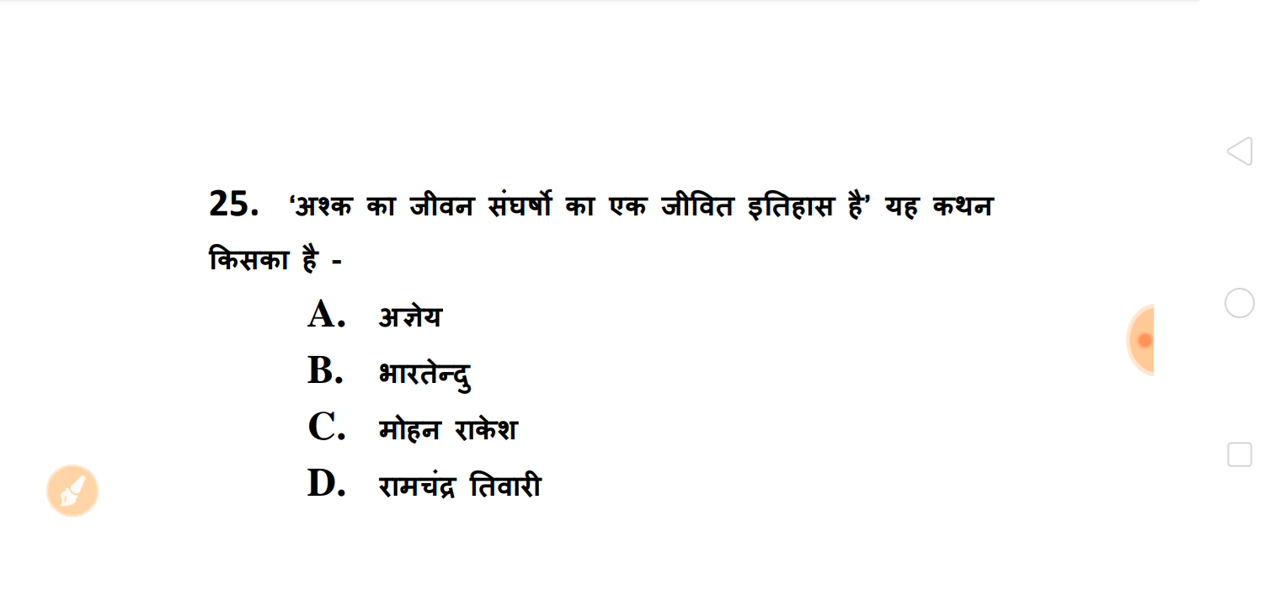 25. ‘अश्क का जीवन संघर्षो का एक जीवित इतिहास है’ यह कथन
किसका है -
A. अज्ञेय
B. भारतेन्दु
C. मोहन राकेश
D. रामचंद्र तिवारी